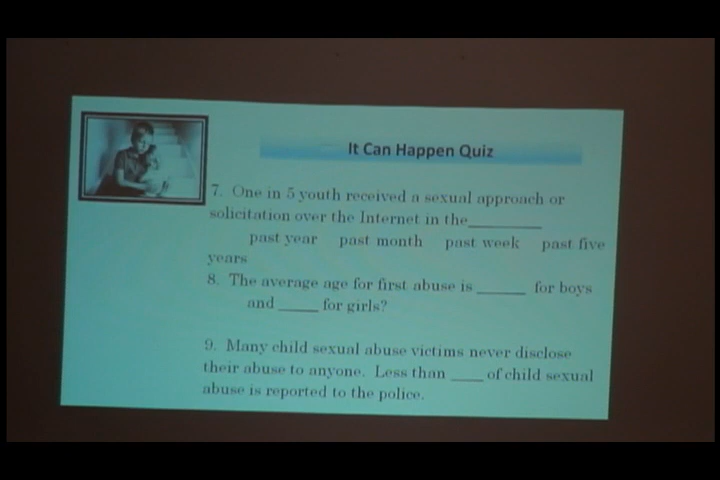 It Can Happen Quiz
7. One in 5 youth received a sexual approach or
solicitation over the Internet in the_________
past year past month past week past five
years
8. The average age for first abuse is ______ for boys
and _____ for girls?
9. Many child sexual abuse victims never disclose
their abuse to anyone. Less than ____ of child sexual
abuse is reported to the police.